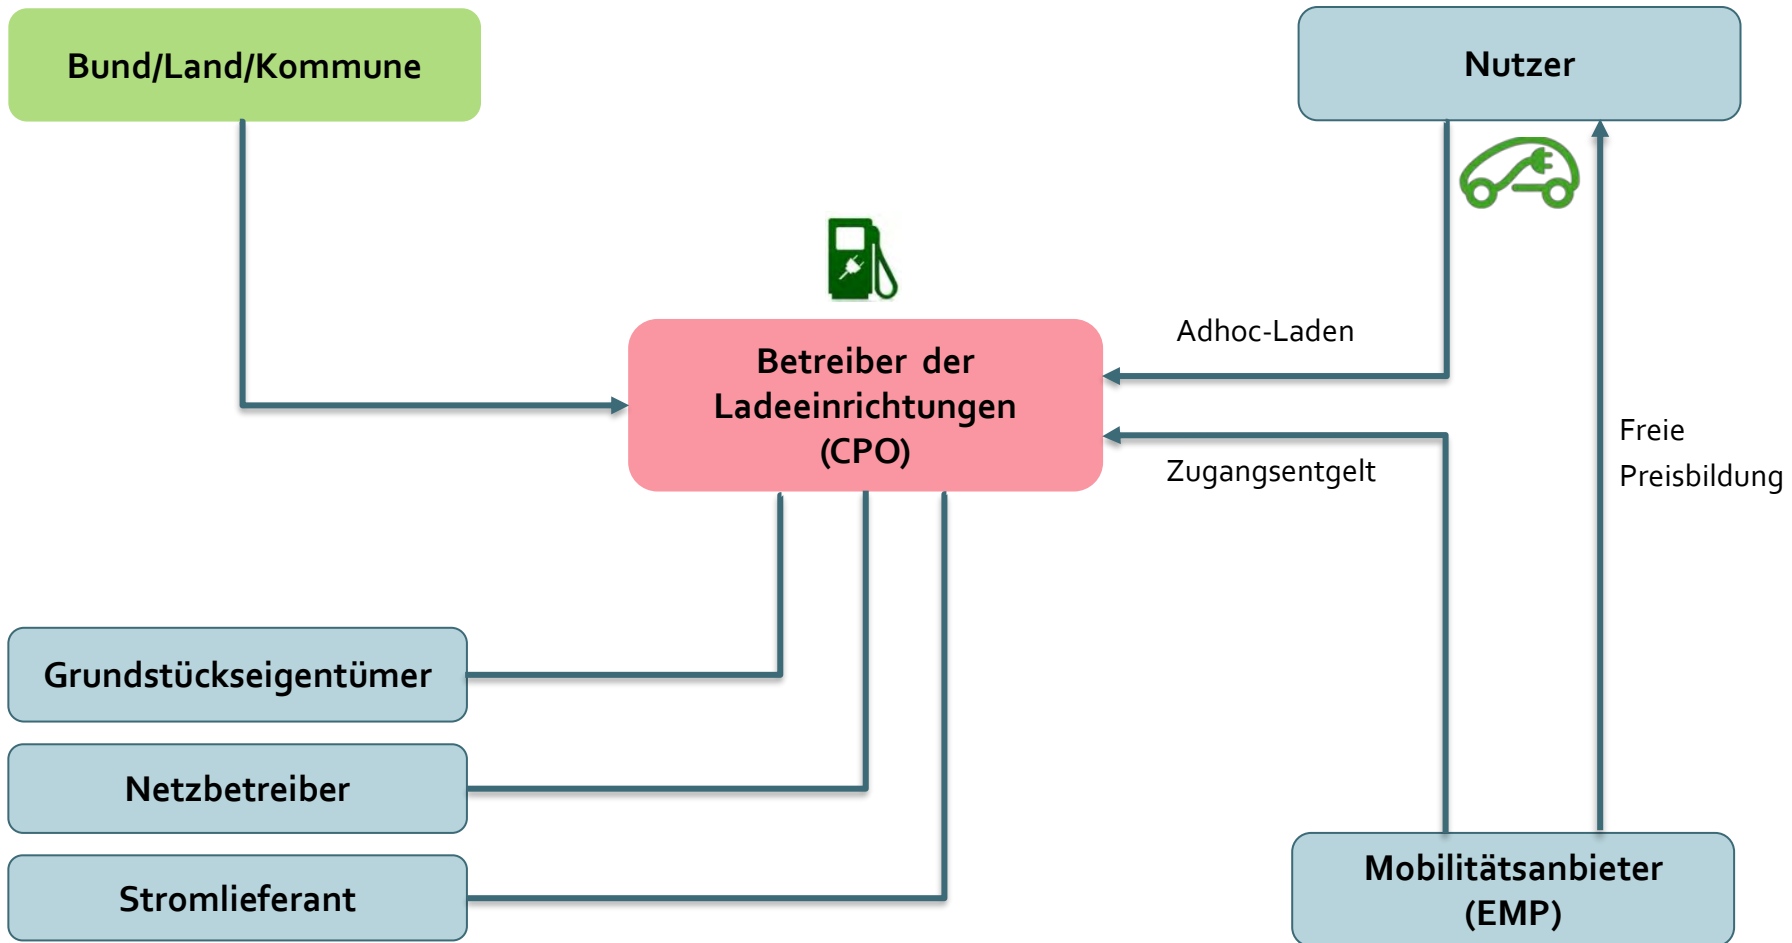 Bund/Land/Kommune
Nutzer
Adhoc-Laden
Betreiber der
Ladeeinrichtungen
(CPO)
Zugangsentgelt
Freie
Preisbildung
Grundstückseigentümer
Netzbetreiber
Stromlieferant
Mobilitätsanbieter
(EMP)